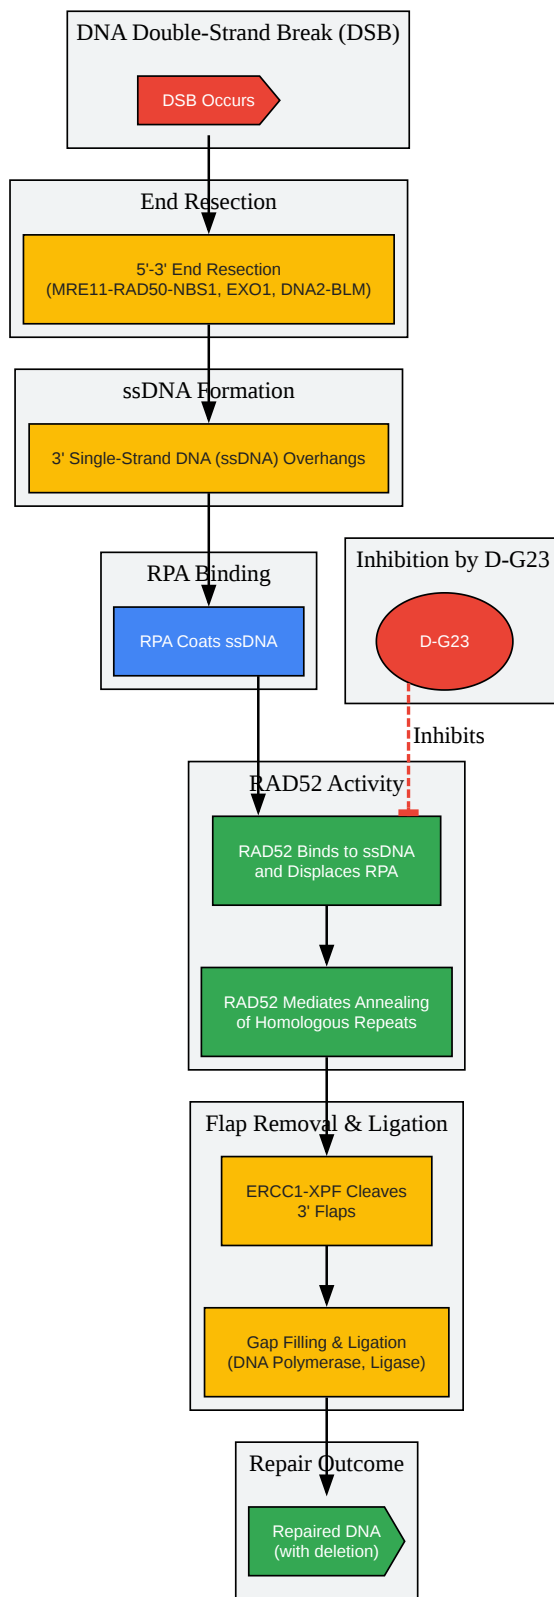 DNA Double-Strand Break (DSB)
DSB Occurs
End Resection
5'-3' End Resection
(MRE11-RAD50-NBS1, EXO1, DNA2-BLM)
ssDNA Formation
3' Single-Strand DNA (ssDNA) Overhangs
RPA Binding
RPA Coats ssDNA
Inhibition by D-G23
D-G23
Inhibits
RAD52 Activity
RAD52 Binds to ssDNA
and Displaces RPA
RAD52 Mediates Annealing
of Homologous Repeats
Flap Removal & Ligation
ERCC1-XPF Cleaves
3' Flaps
Gap Filling & Ligation
(DNA Polymerase, Ligase)
Repair Outcome
Repaired DNA
(with deletion)